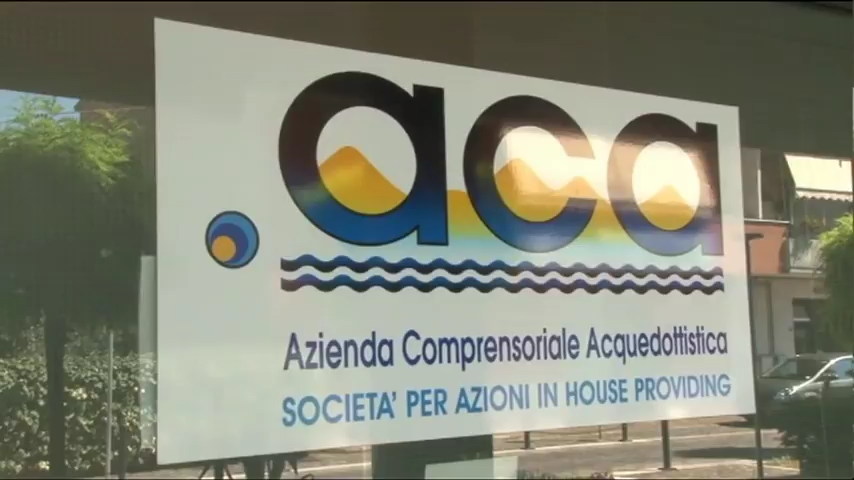 .aca
Azienda Comprensoriale Acquedottistica
SOCIETA' PER AZIONI IN HOUSE PROVIDING